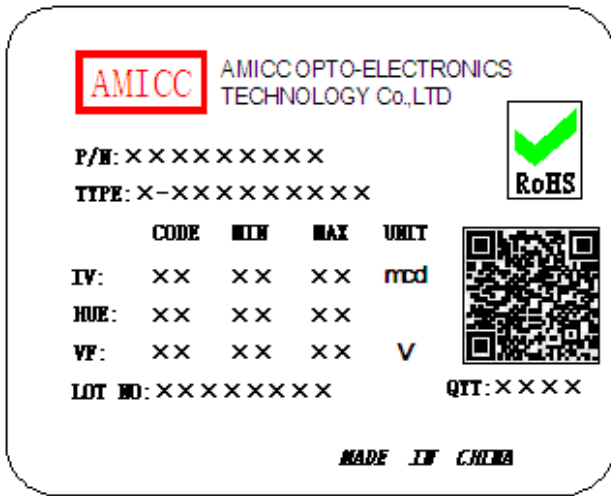 AMICC
AMICC OPTO-ELECTRONICS
TECHNOLOGY Co.,LTD
RoHS
P/N:×××××××××
TYPE:×-×××××××××
CODE MIN MAX UNIT
IV: ×× ×× ×× mcd
HUE: ×× ×× ××
VF: ×× ×× ×× V
LOT NO:×××××××× QTY:××××
MADE IN CHINA